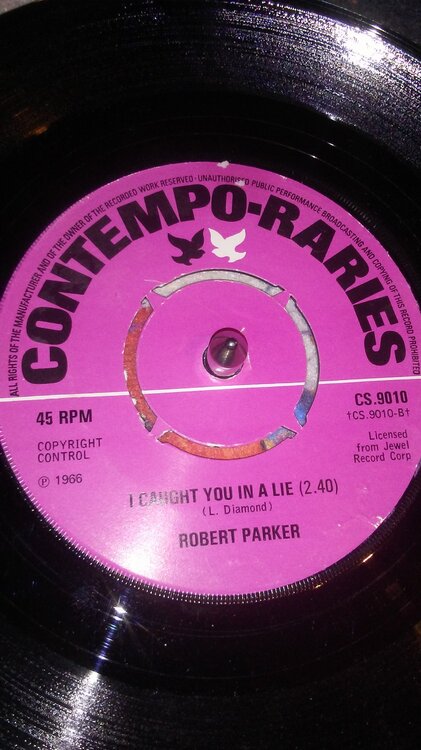 ALL RIGHTS OF THE MANUFACTURER AND OF THE OWNER OF THE RECORDED WORK RESERVED · UNAUTHORISED PUBLIC PERFORMANCE BROADCASTING AND COPYING OF THIS RECORD PROHIBITED
CONTEMPO-RARIES
45 RPM
CS.9010
†CS.9010-B†
COPYRIGHT
CONTROL
Licensed
from Jewel
Record Corp
℗ 1966
I CAUGHT YOU IN A LIE (2.40)
(L. Diamond)
ROBERT PARKER